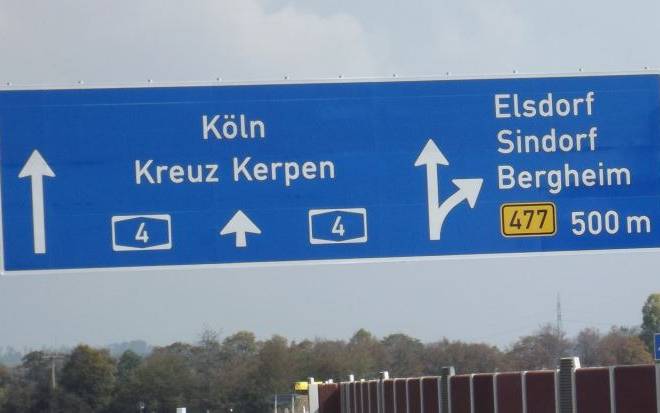 Köln
Kreuz Kerpen
4
4
Elsdorf
Sindorf
Bergheim
477 500 m